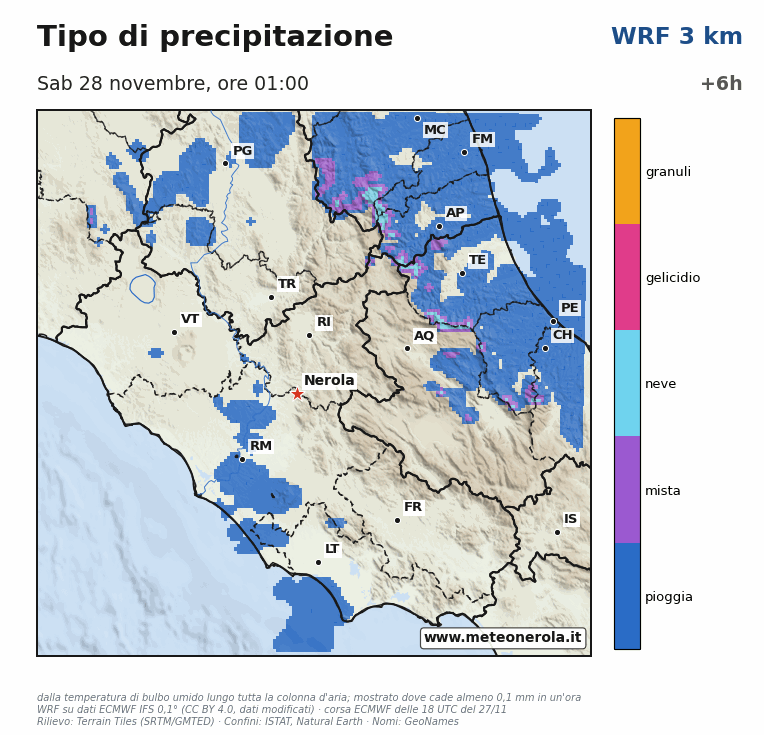 Tipo di precipitazione
WRF 3 km
Sab 28 novembre, ore 01:00
+6h
MC
FM
PG
AP
TE
TR
PE
VT
RI
AQ
CH
Nerola
RM
FR
IS
LT
www.meteonerola.it
granuli
gelicidio
neve
mista
pioggia
dalla temperatura di bulbo umido lungo tutta la colonna d'aria; mostrato dove cade almeno 0,1 mm in un'ora
WRF su dati ECMWF IFS 0,1° (CC BY 4.0, dati modificati) · corsa ECMWF delle 18 UTC del 27/11
Rilievo: Terrain Tiles (SRTM/GMTED) · Confini: ISTAT, Natural Earth · Nomi: GeoNames